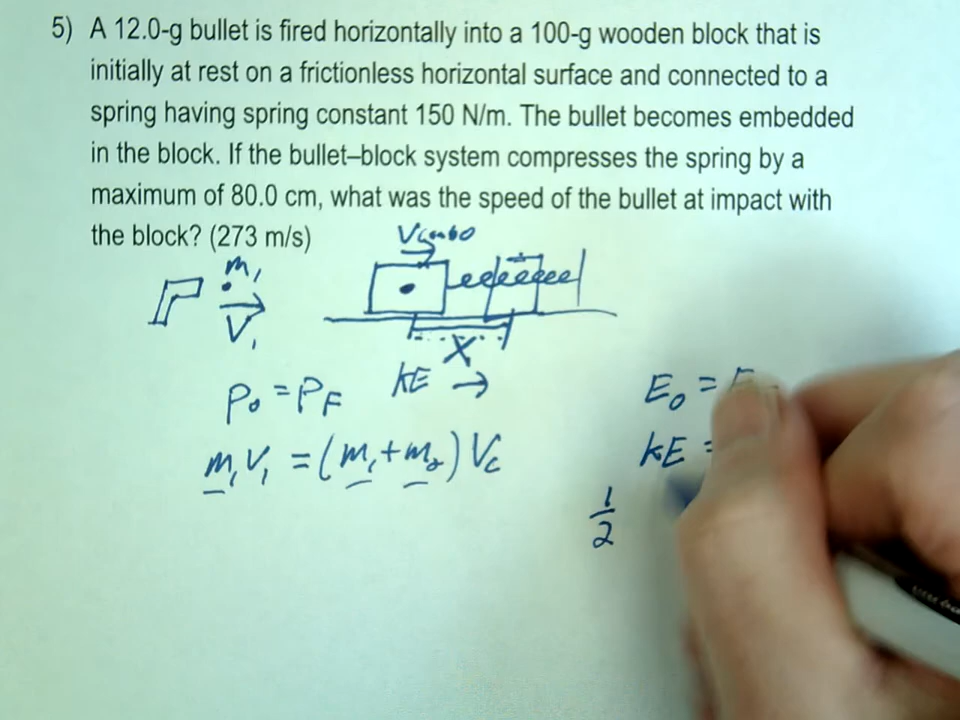 5) A 12.0-g bullet is fired horizontally into a 100-g wooden block that is
initially at rest on a frictionless horizontal surface and connected to a
spring having spring constant 150 N/m. The bullet becomes embedded
in the block. If the bullet–block system compresses the spring by a
maximum of 80.0 cm, what was the speed of the bullet at impact with
the block? (273 m/s)
Vcombo
m₁
V₁
X
KE →
P₀ = PF
E₀ =
m₁V₁ = (m₁+m₂) Vc
KE =
1/2